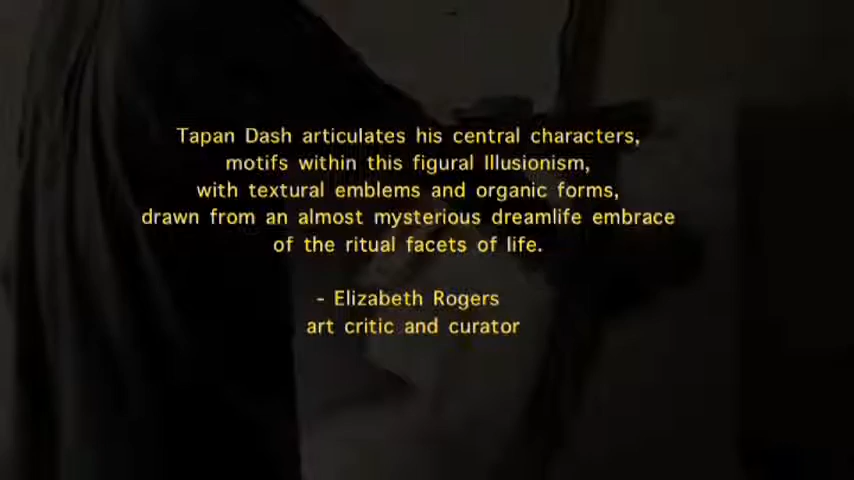 Tapan Dash articulates his central characters,
motifs within this figural Illusionism,
with textural emblems and organic forms,
drawn from an almost mysterious dreamlife embrace
of the ritual facets of life.
- Elizabeth Rogers
art critic and curator